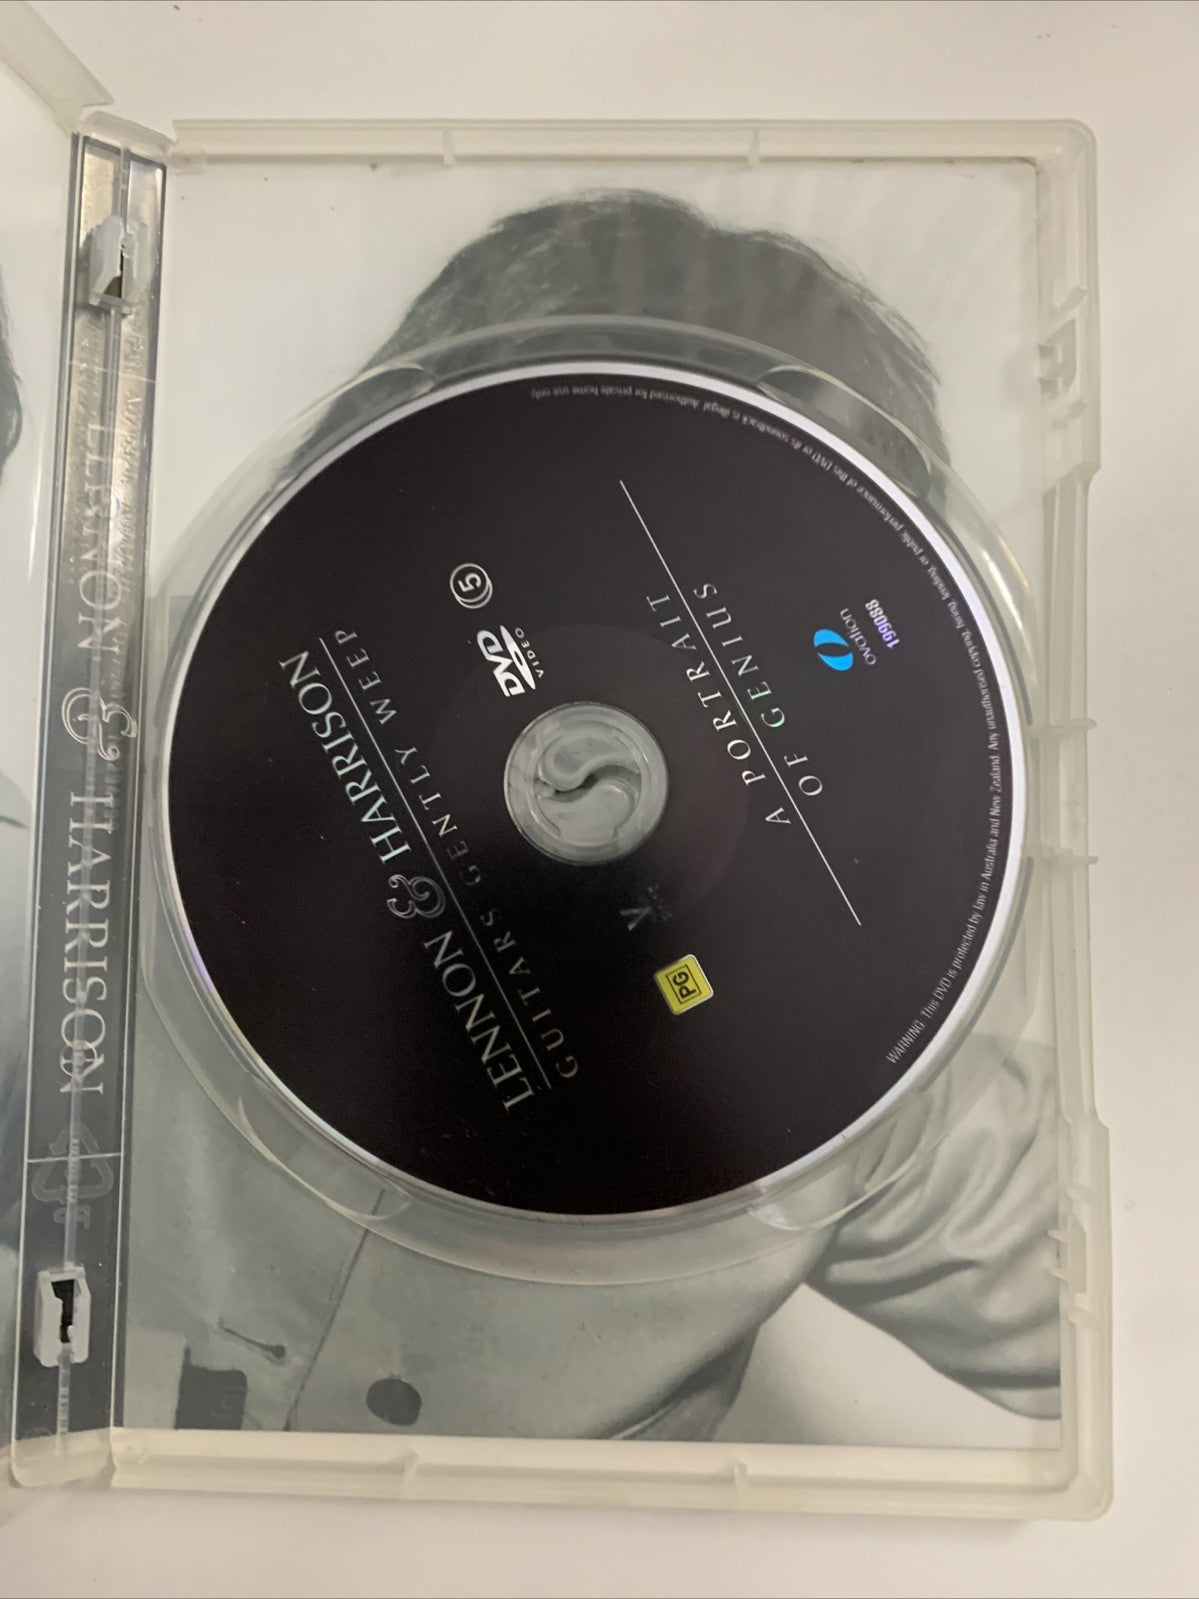 LENNON & HARRISON
LENNON & HARRISON
GUITARS GENTLY WEEP
DVD
VIDEO
5
PG
A PORTRAIT
OF GENIUS
ovation
199088
WARNING: This DVD is protected by law in Australia and New Zealand. Any unauthorised copying hiring, lending or public performance of this DVD or its soundtrack is illegal. Authorised for private home use only.